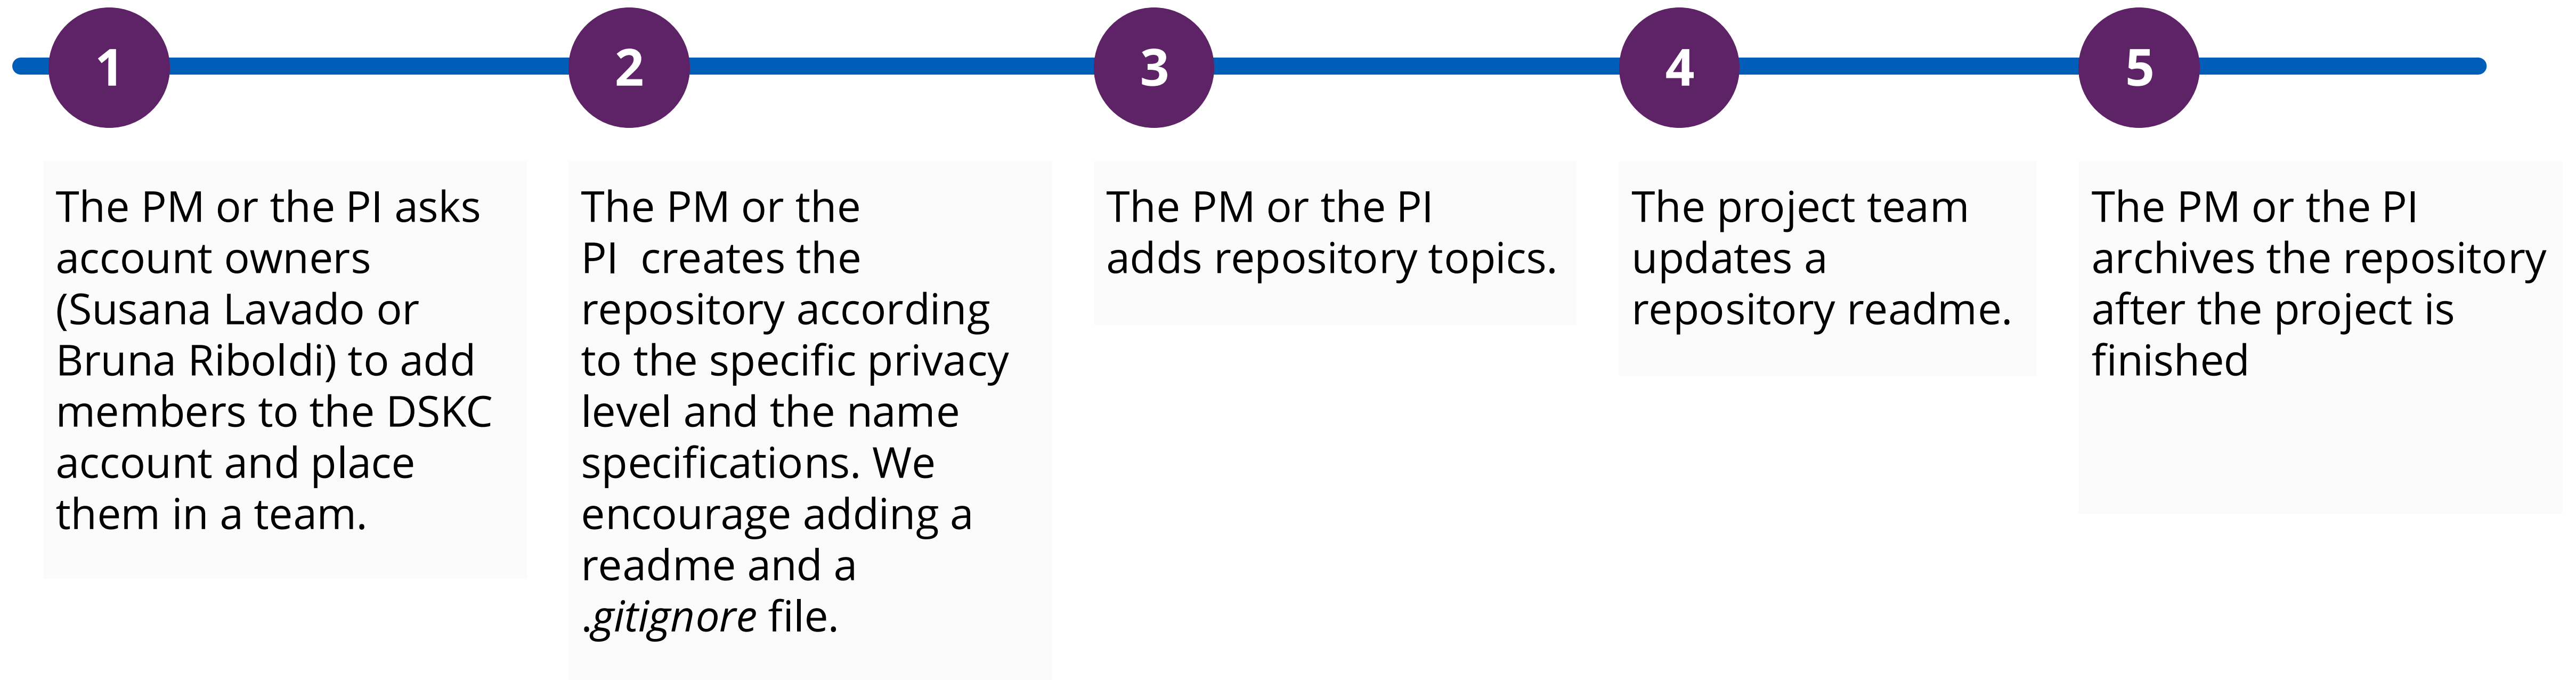 1
2
3
4
5
The PM or the PI asks
account owners
(Susana Lavado or
Bruna Riboldi) to add
members to the DSKC
account and place
them in a team.
The PM or the
PI  creates the
repository according
to the specific privacy
level and the name
specifications. We
encourage adding a
readme and a
.gitignore file.
The PM or the PI
adds repository topics.
The project team
updates a
repository readme.
The PM or the PI
archives the repository
after the project is
finished